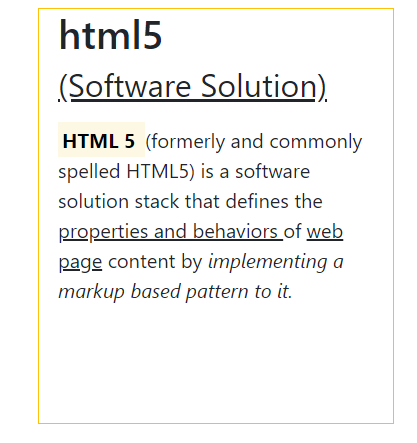 html5
(Software Solution)
HTML 5 (formerly and commonly
spelled HTML5) is a software
solution stack that defines the
properties and behaviors of web
page content by implementing a
markup based pattern to it.